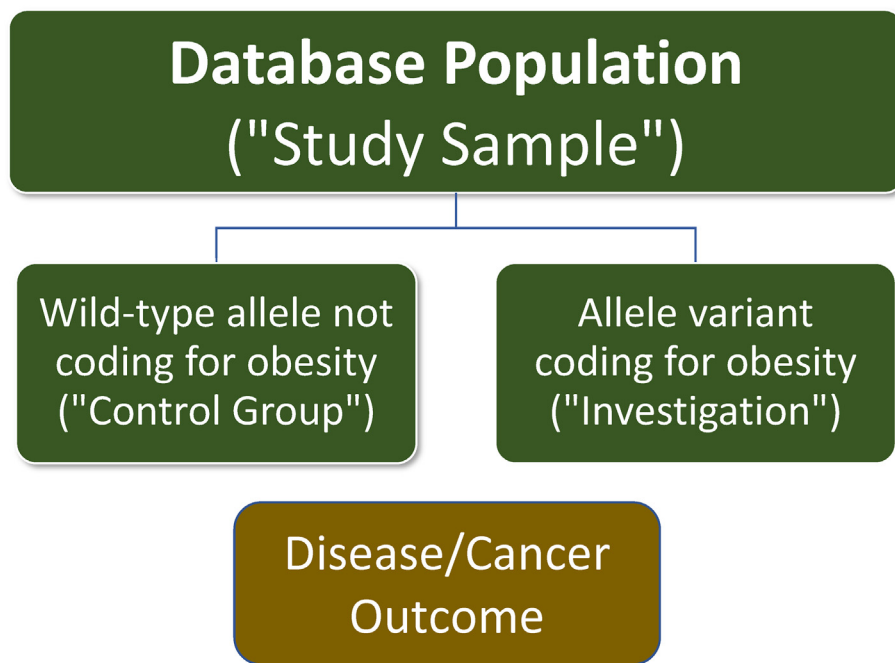 Database Population
("Study Sample")
Wild-type allele not
coding for obesity
("Control Group")
Allele variant
coding for obesity
("Investigation")
Disease/Cancer
Outcome